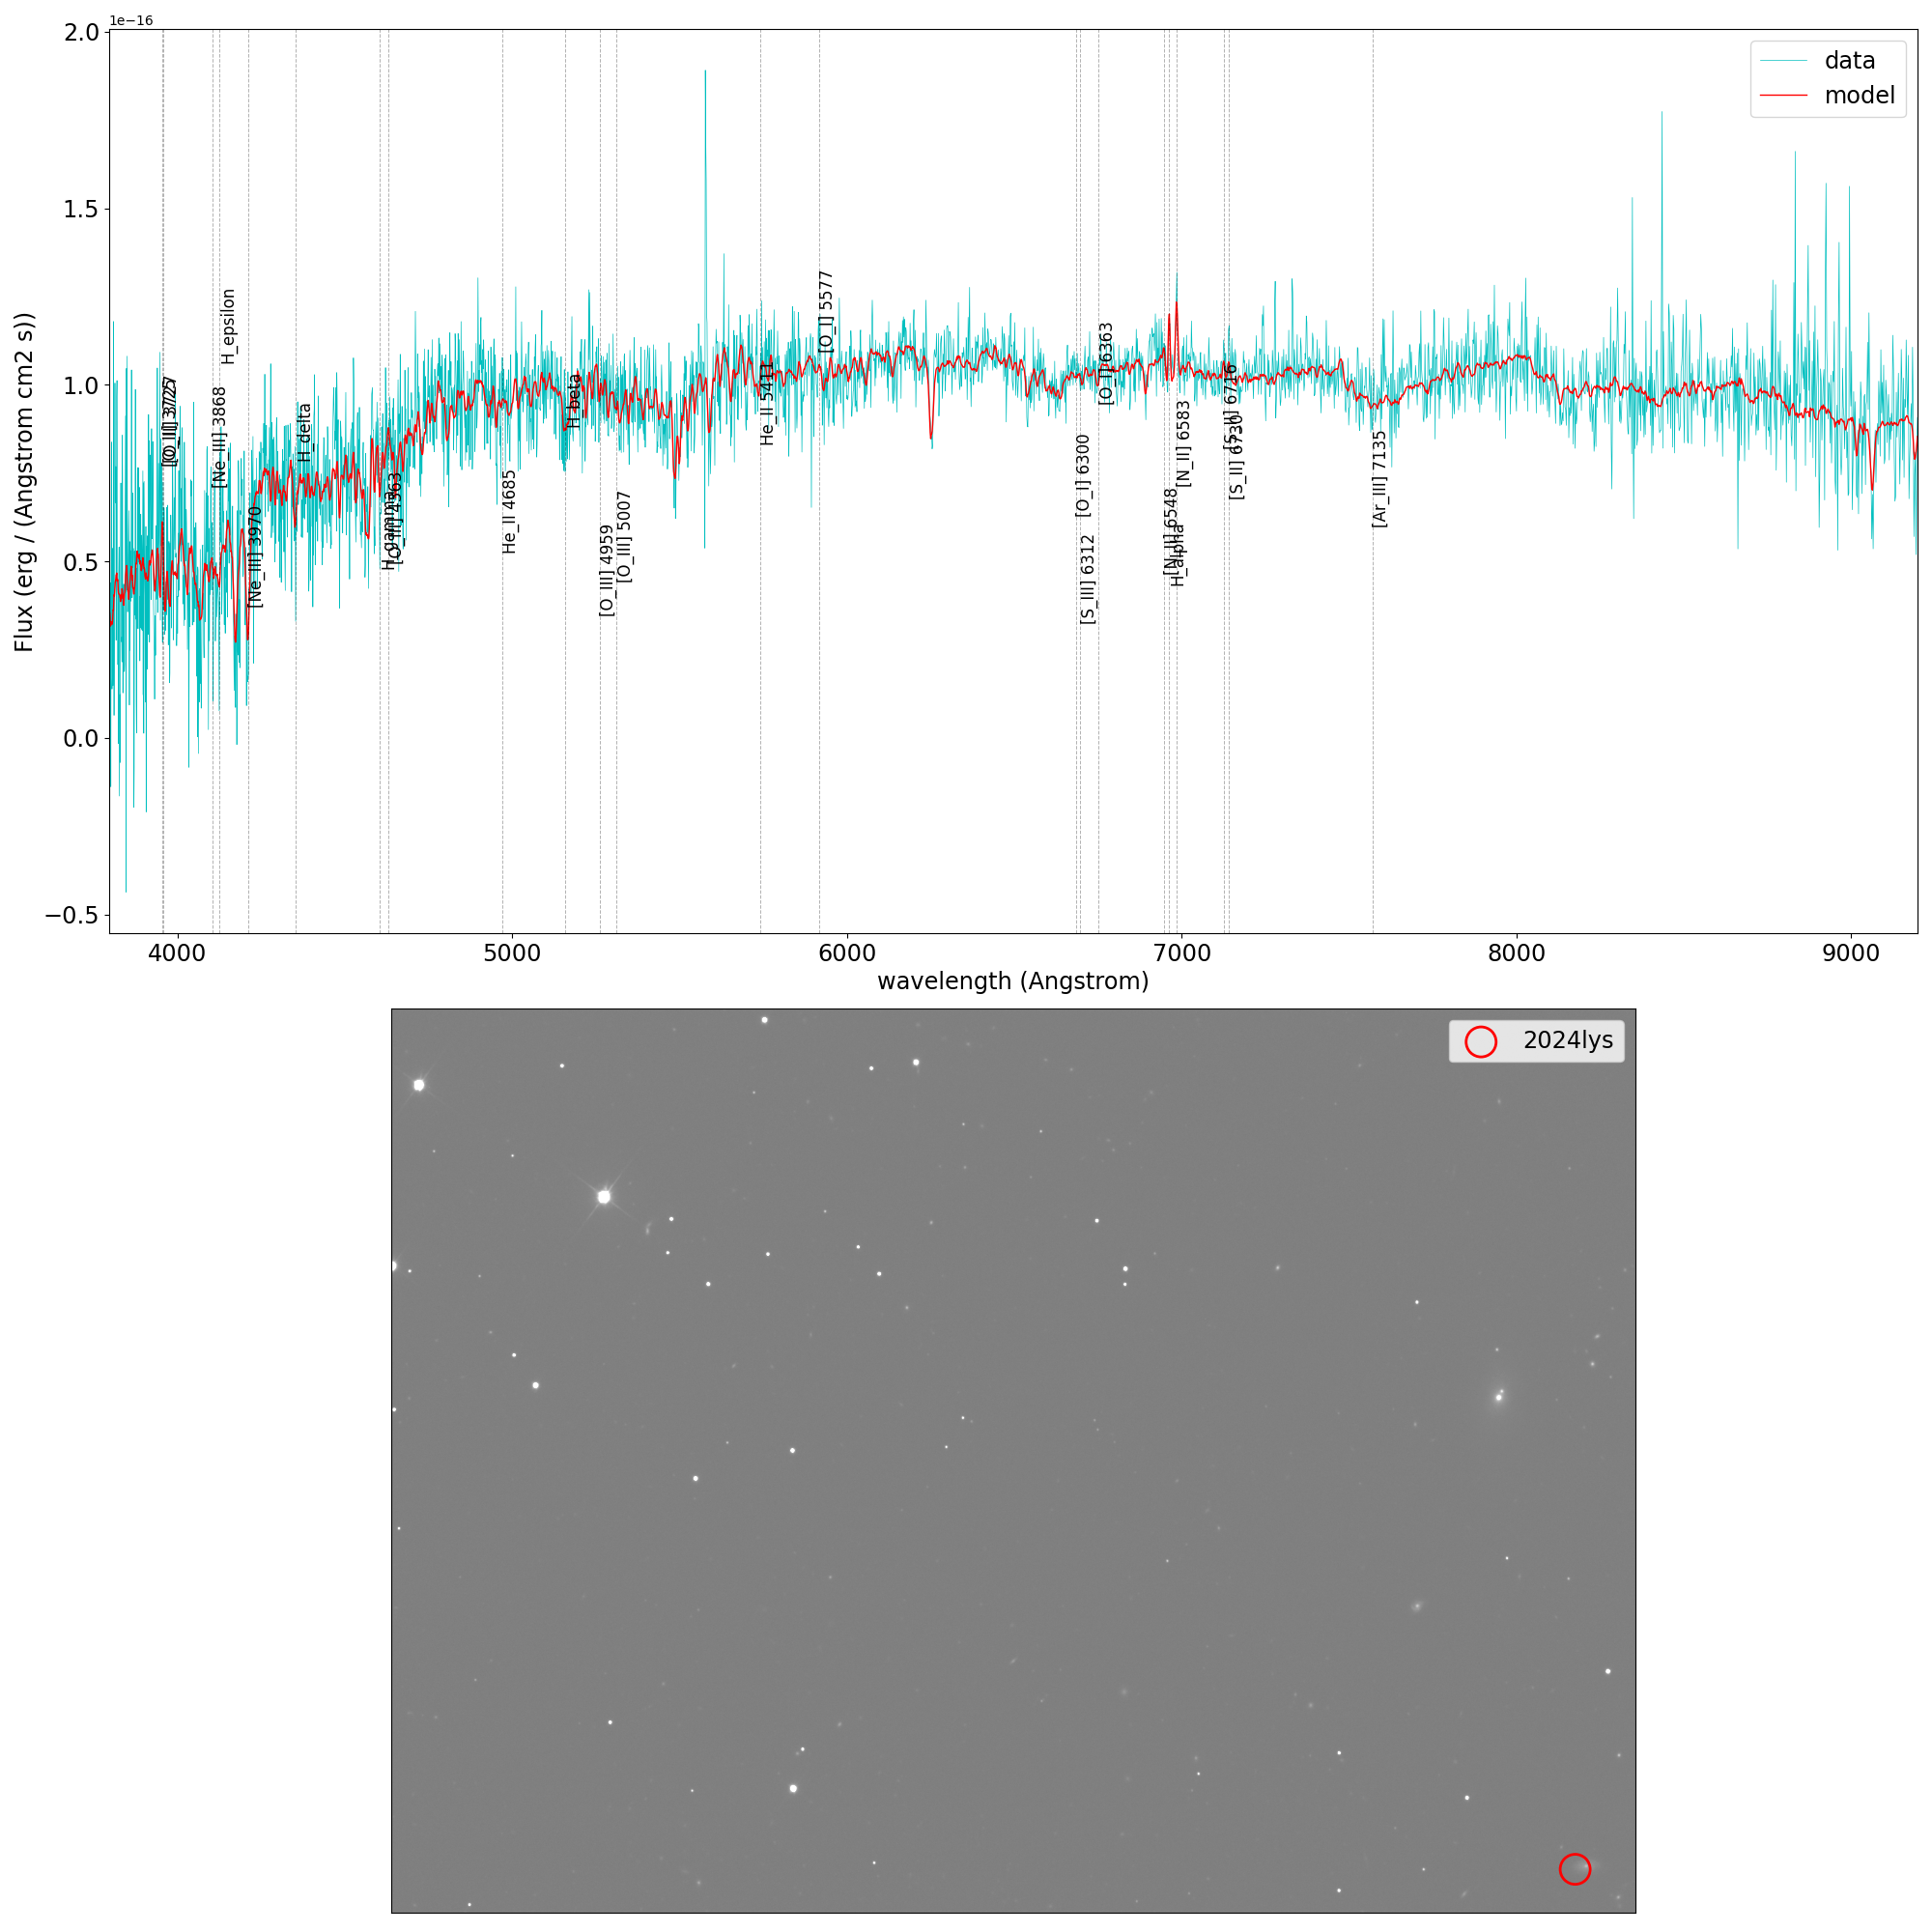 1e−16
2.0
1.5
1.0
0.5
0.0
−0.5
Flux (erg / (Angstrom cm2 s))
data
model
[Ne_III] 3868
H_epsilon
[Ne_III] 3970
H_delta
H_gamma
[O_III] 4363
He_II 4685
H_beta
[O_III] 4959
[O_III] 5007
He_II 5411
[O_I] 5577
[O_I] 6300
[S_III] 6312
[O_I] 6363
[N_II] 6548
H_alpha
[N_II] 6583
[S_II] 6716
[S_II] 6730
[Ar_III] 7135
4000 5000 6000 7000 8000 9000
wavelength (Angstrom)
2024lys